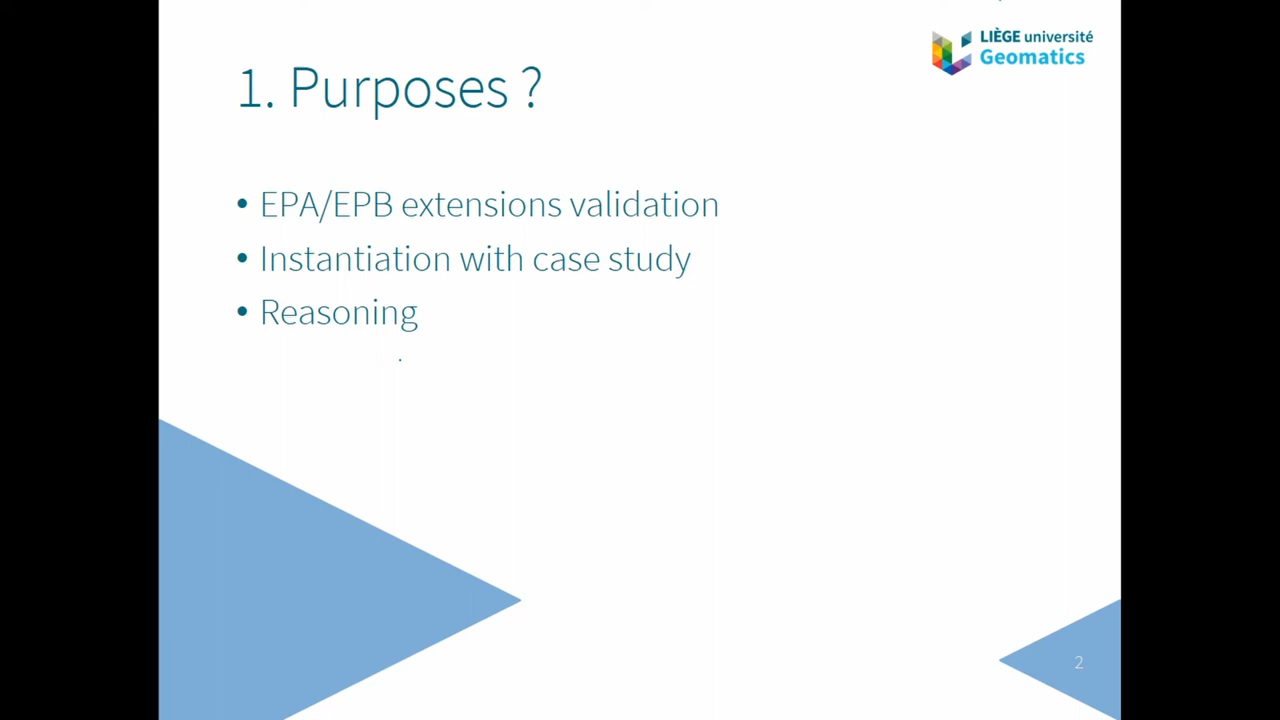 LIÈGE université
Geomatics
1. Purposes ?
• EPA/EPB extensions validation
• Instantiation with case study
• Reasoning
2